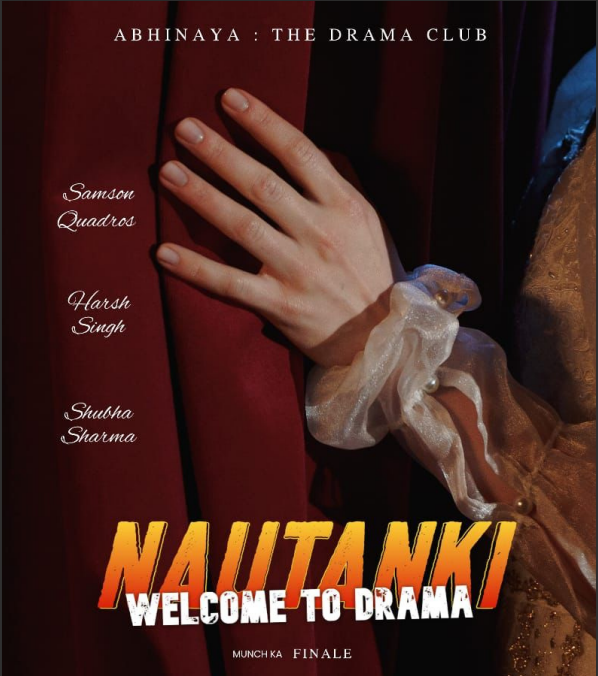 ABHINAYA : THE DRAMA CLUB
Samson
Quadros
Harsh
Singh
Shubha
Sharma
NAUTANKI
WELCOME TO DRAMA
MUNCH KA FINALE